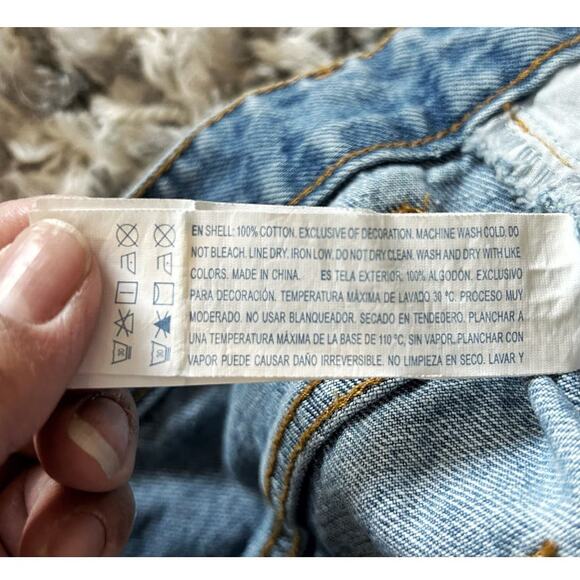 EN SHELL: 100% COTTON. EXCLUSIVE OF DECORATION. MACHINE WASH COLD. DO
NOT BLEACH. LINE DRY. IRON LOW. DO NOT DRY CLEAN. WASH AND DRY WITH LIKE
COLORS. MADE IN CHINA. ES TELA EXTERIOR: 100% ALGODÓN. EXCLUSIVO
PARA DECORACIÓN. TEMPERATURA MÁXIMA DE LAVADO 30 ºC. PROCESO MUY
MODERADO. NO USAR BLANQUEADOR. SECADO EN TENDEDERO. PLANCHAR A
UNA TEMPERATURA MÁXIMA DE LA BASE DE 110 ºC, SIN VAPOR. PLANCHAR CON
VAPOR PUEDE CAUSAR DAÑO IRREVERSIBLE. NO LIMPIEZA EN SECO. LAVAR Y